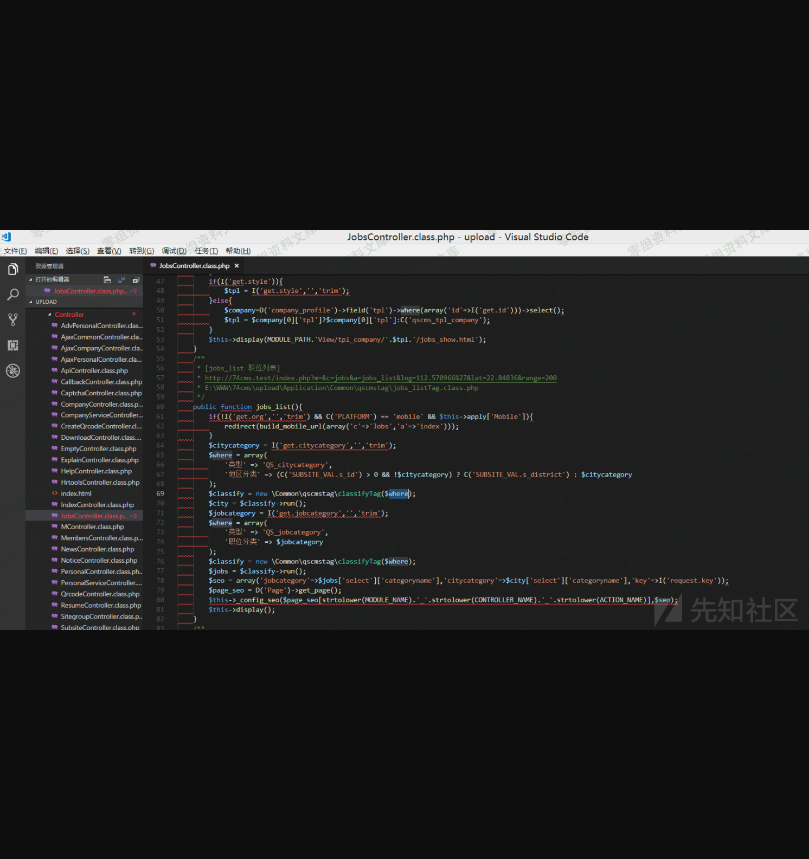 JobsController.class.php - upload - Visual Studio Code
文件(F) 编辑(E) 选择(S) 查看(V) 转到(G) 调试(D) 任务(T) 帮助(H)
资源管理器
打开的编辑器
JobsController.class.php...
UPLOAD
Controller
AdvPersonalController.clas...
AjaxCommonController.cla...
AjaxCompanyController.cla...
AjaxPersonalController.cla...
ApiController.class.php
CallbackController.class.php
CaptchaController.class.php
CompanyController.class.p...
CompanyServiceController...
CreateQrcodeController.cl...
DownloadController.class....
EmptyController.class.php
ExplainController.class.php
HelpController.class.php
HrtoolsController.class.php
index.html
IndexController.class.php
JobsController.class.p...
MController.class.php
MembersController.class.p...
NewsController.class.php
NoticeController.class.php
PersonalController.class.ph...
PersonalServiceController....
QrcodeController.class.php
ResumeController.class.php
SitegroupController.class.p...
SubsiteController.class.php
JobsController.class.php ×
47 if(I('get.style')){
48 $tpl = I('get.style','','trim');
49 }else{
50 $company=D('company_profile')->field('tpl')->where(array('id'=>I('get.id')))->select();
51 $tpl = $company[0]['tpl']?$company[0]['tpl']:C('qscms_tpl_company');
52 }
53 $this->display(MODULE_PATH.'View/tpl_company/'.$tpl.'/jobs_show.html');
54 }
55 /**
56 * [jobs_list 职位列表]
57 * http://74cms.test/index.php?m=&c=jobs&a=jobs_list&lng=112.570966%27&lat=22.84836&range=200
58 * E:\WWW\74cms\upload\Application\Common\qscmstag\jobs_listTag.class.php
59 */
60 public function jobs_list(){
61 if(!I('get.org','','trim') && C('PLATFORM') == 'mobile' && $this->apply['Mobile']){
62 redirect(build_mobile_url(array('c'=>'Jobs','a'=>'index')));
63 }
64 $citycategory = I('get.citycategory','','trim');
65 $where = array(
66 '类型' => 'QS_citycategory',
67 '地区分类' => (C('SUBSITE_VAL.s_id') > 0 && !$citycategory) ? C('SUBSITE_VAL.s_district') : $citycategory
68 );
69 $classify = new \Common\qscmstag\classifyTag($where);
70 $city = $classify->run();
71 $jobcategory = I('get.jobcategory','','trim');
72 $where = array(
73 '类型' => 'QS_jobcategory',
74 '职位分类' => $jobcategory
75 );
76 $classify = new \Common\qscmstag\classifyTag($where);
77 $jobs = $classify->run();
78 $seo = array('jobcategory'=>$jobs['select']['categoryname'],'citycategory'=>$city['select']['categoryname'],'key'=>I('request.key'));
79 $page_seo = D('Page')->get_page();
80 $this->_config_seo($page_seo[strtolower(MODULE_NAME).'_'.strtolower(CONTROLLER_NAME).'_'.strtolower(ACTION_NAME)],$seo);
81 $this->display();
82 }
83 /**
先知社区